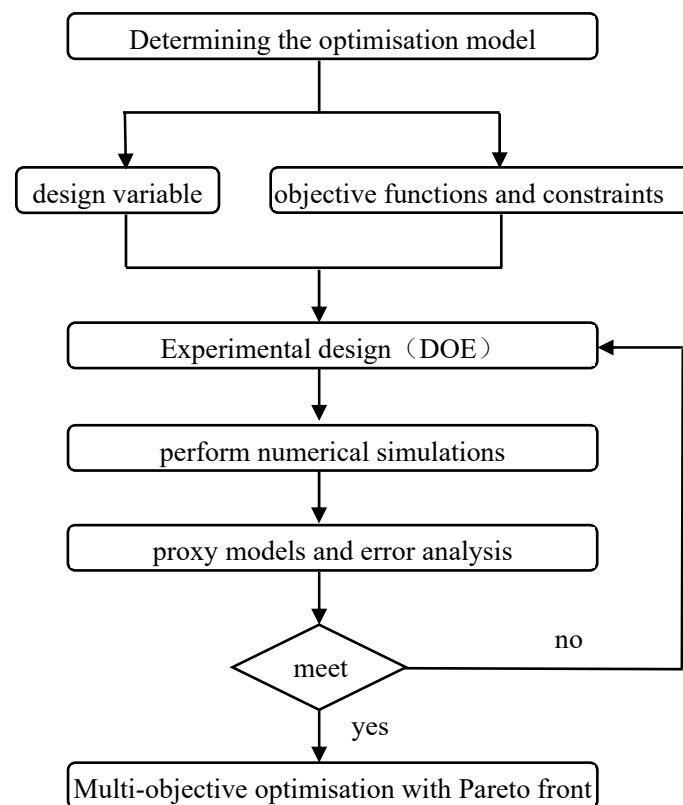 Determining the optimisation model
design variable
objective functions and constraints
Experimental design（DOE）
perform numerical simulations
proxy models and error analysis
meet
no
yes
Multi-objective optimisation with Pareto front